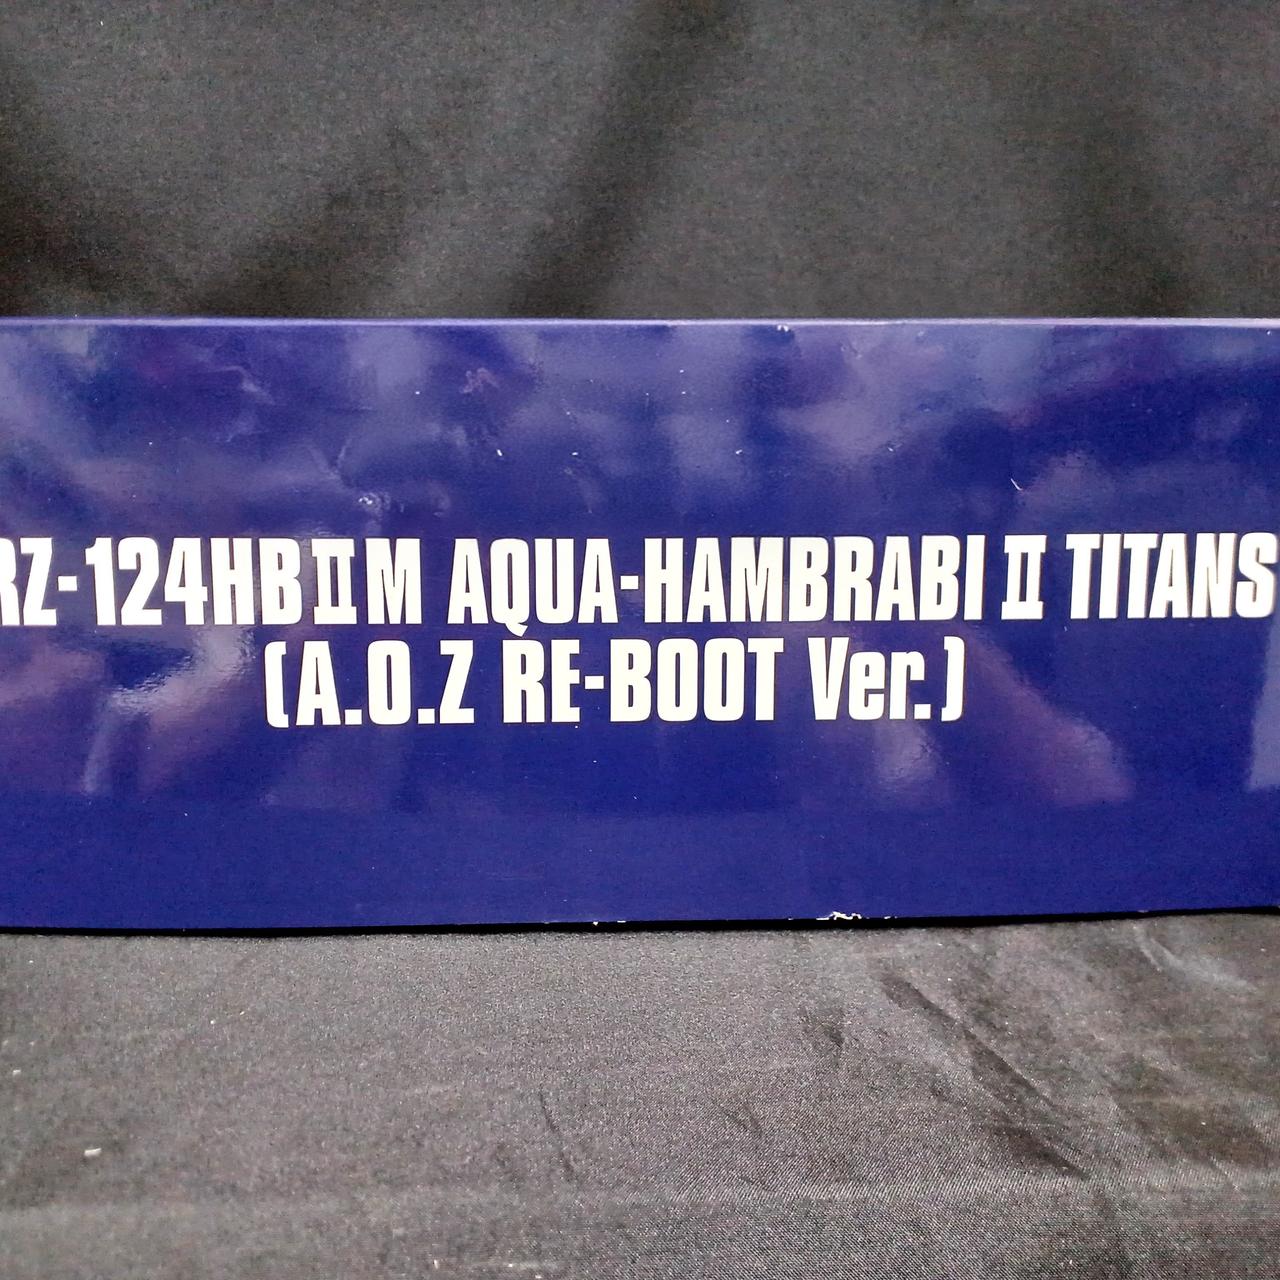 RZ-124HBⅡM AQUA-HAMBRABI Ⅱ TITANS
(A.O.Z RE-BOOT Ver.)